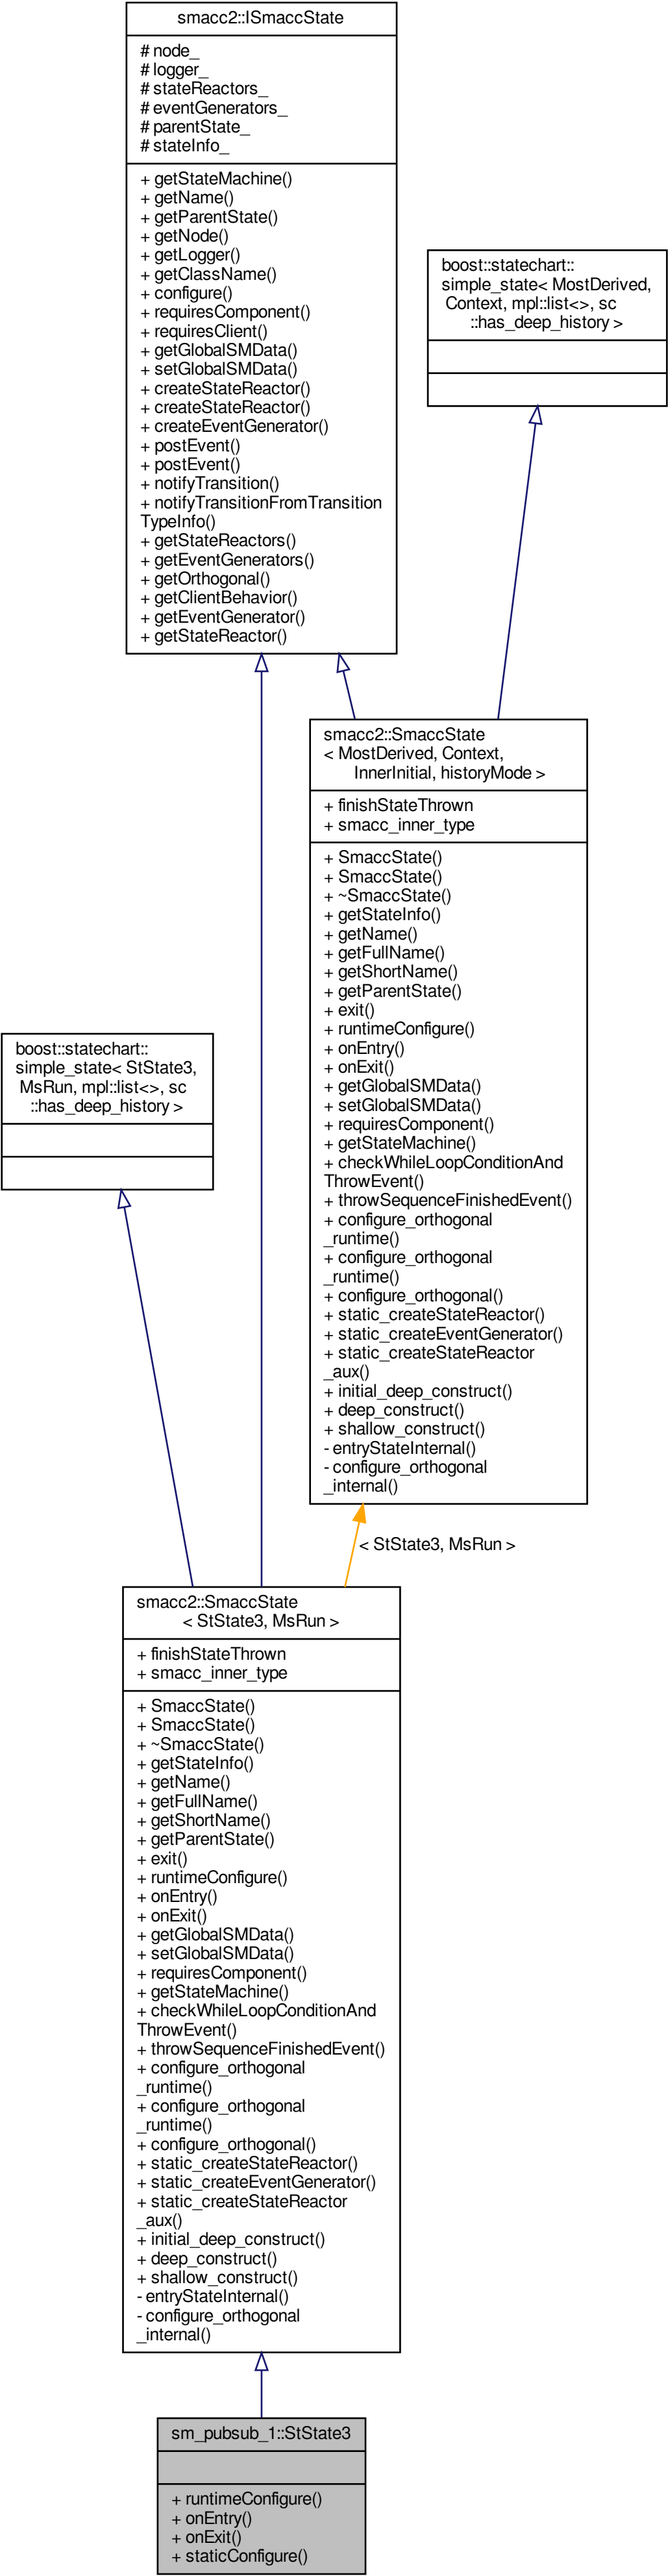 smacc2::ISmaccState
# node_
# logger_
# stateReactors_
# eventGenerators_
# parentState_
# stateInfo_
+ getStateMachine()
+ getName()
+ getParentState()
+ getNode()
+ getLogger()
+ getClassName()
+ configure()
+ requiresComponent()
+ requiresClient()
+ getGlobalSMData()
+ setGlobalSMData()
+ createStateReactor()
+ createStateReactor()
+ createEventGenerator()
+ postEvent()
+ postEvent()
+ notifyTransition()
+ notifyTransitionFromTransition
TypeInfo()
+ getStateReactors()
+ getEventGenerators()
+ getOrthogonal()
+ getClientBehavior()
+ getEventGenerator()
+ getStateReactor()
boost::statechart::
simple_state< MostDerived,
Context, mpl::list<>, sc
::has_deep_history >
smacc2::SmaccState
< MostDerived, Context,
InnerInitial, historyMode >
+ finishStateThrown
+ smacc_inner_type
+ SmaccState()
+ SmaccState()
+ ~SmaccState()
+ getStateInfo()
+ getName()
+ getFullName()
+ getShortName()
+ getParentState()
+ exit()
+ runtimeConfigure()
+ onEntry()
+ onExit()
+ getGlobalSMData()
+ setGlobalSMData()
+ requiresComponent()
+ getStateMachine()
+ checkWhileLoopConditionAnd
ThrowEvent()
+ throwSequenceFinishedEvent()
+ configure_orthogonal
_runtime()
+ configure_orthogonal
_runtime()
+ configure_orthogonal()
+ static_createStateReactor()
+ static_createEventGenerator()
+ static_createStateReactor
_aux()
+ initial_deep_construct()
+ deep_construct()
+ shallow_construct()
- entryStateInternal()
- configure_orthogonal
_internal()
boost::statechart::
simple_state< StState3,
MsRun, mpl::list<>, sc
::has_deep_history >
< StState3, MsRun >
smacc2::SmaccState
< StState3, MsRun >
+ finishStateThrown
+ smacc_inner_type
+ SmaccState()
+ SmaccState()
+ ~SmaccState()
+ getStateInfo()
+ getName()
+ getFullName()
+ getShortName()
+ getParentState()
+ exit()
+ runtimeConfigure()
+ onEntry()
+ onExit()
+ getGlobalSMData()
+ setGlobalSMData()
+ requiresComponent()
+ getStateMachine()
+ checkWhileLoopConditionAnd
ThrowEvent()
+ throwSequenceFinishedEvent()
+ configure_orthogonal
_runtime()
+ configure_orthogonal
_runtime()
+ configure_orthogonal()
+ static_createStateReactor()
+ static_createEventGenerator()
+ static_createStateReactor
_aux()
+ initial_deep_construct()
+ deep_construct()
+ shallow_construct()
- entryStateInternal()
- configure_orthogonal
_internal()
sm_pubsub_1::StState3
+ runtimeConfigure()
+ onEntry()
+ onExit()
+ staticConfigure()